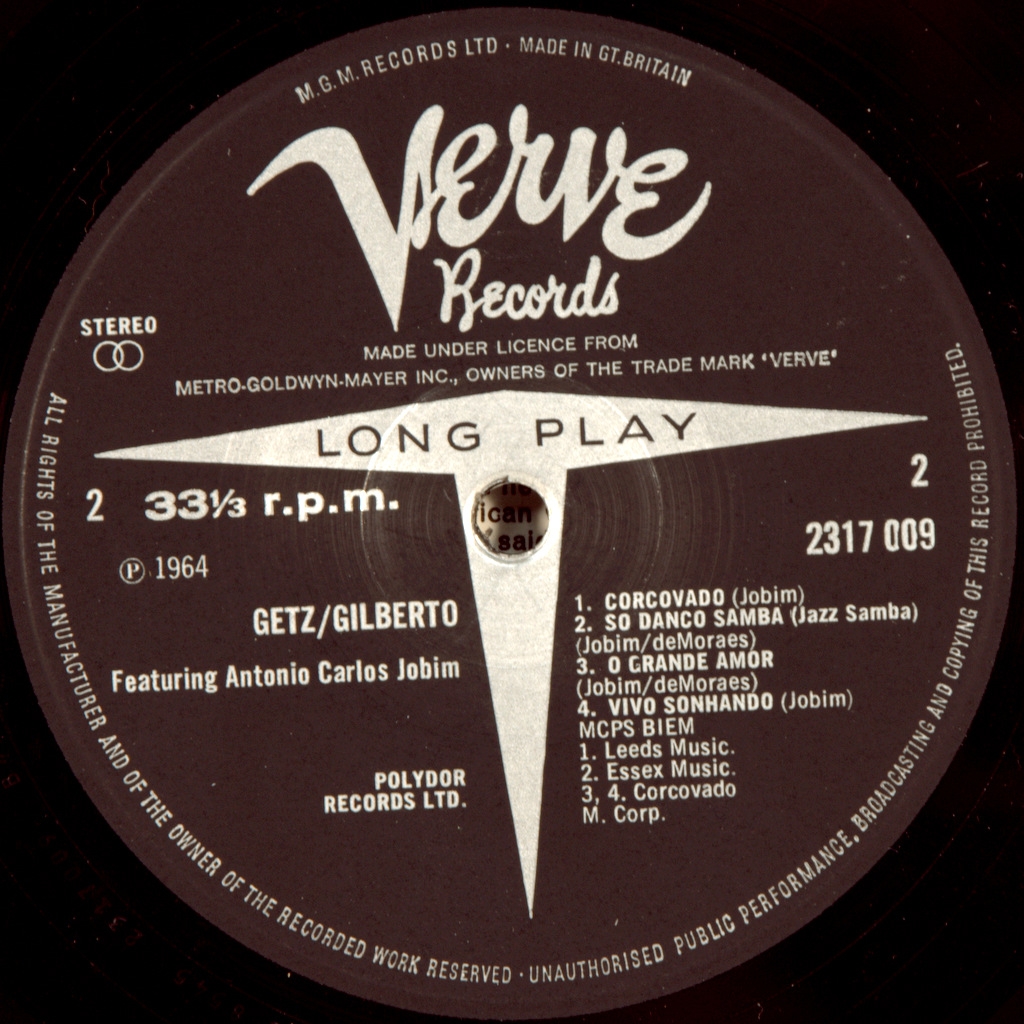 M.G.M. RECORDS LTD · MADE IN GT. BRITAIN
Verve
Records
STEREO
MADE UNDER LICENCE FROM
METRO-GOLDWYN-MAYER INC., OWNERS OF THE TRADE MARK 'VERVE'
LONG PLAY
2 33⅓ r.p.m.
2
2317 009
℗ 1964
GETZ/GILBERTO
Featuring Antonio Carlos Jobim
POLYDOR
RECORDS LTD.
1. CORCOVADO (Jobim)
2. SO DANCO SAMBA (Jazz Samba)
(Jobim/deMoraes)
3. O GRANDE AMOR
(Jobim/deMoraes)
4. VIVO SONHANDO (Jobim)
MCPS BIEM
1. Leeds Music.
2. Essex Music.
3, 4. Corcovado
M. Corp.
ALL RIGHTS OF THE MANUFACTURER AND OF THE OWNER OF THE RECORDED WORK RESERVED · UNAUTHORISED PUBLIC PERFORMANCE, BROADCASTING AND COPYING OF THIS RECORD PROHIBITED.